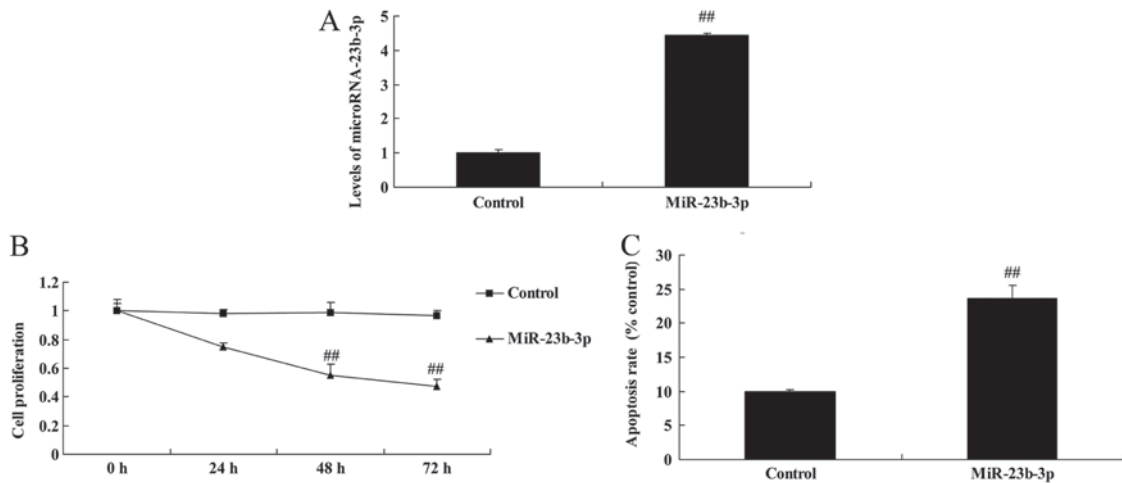 A
Levels of microRNA-23b-3p
5
4
3
2
1
0
##
Control
MiR-23b-3p
B
Cell proliferation
1.2
1
0.8
0.6
0.4
0.2
0
##
##
0 h
24 h
48 h
72 h
Control
MiR-23b-3p
C
Apoptosis rate (% control)
30
25
20
15
10
5
0
##
Control
MiR-23b-3p